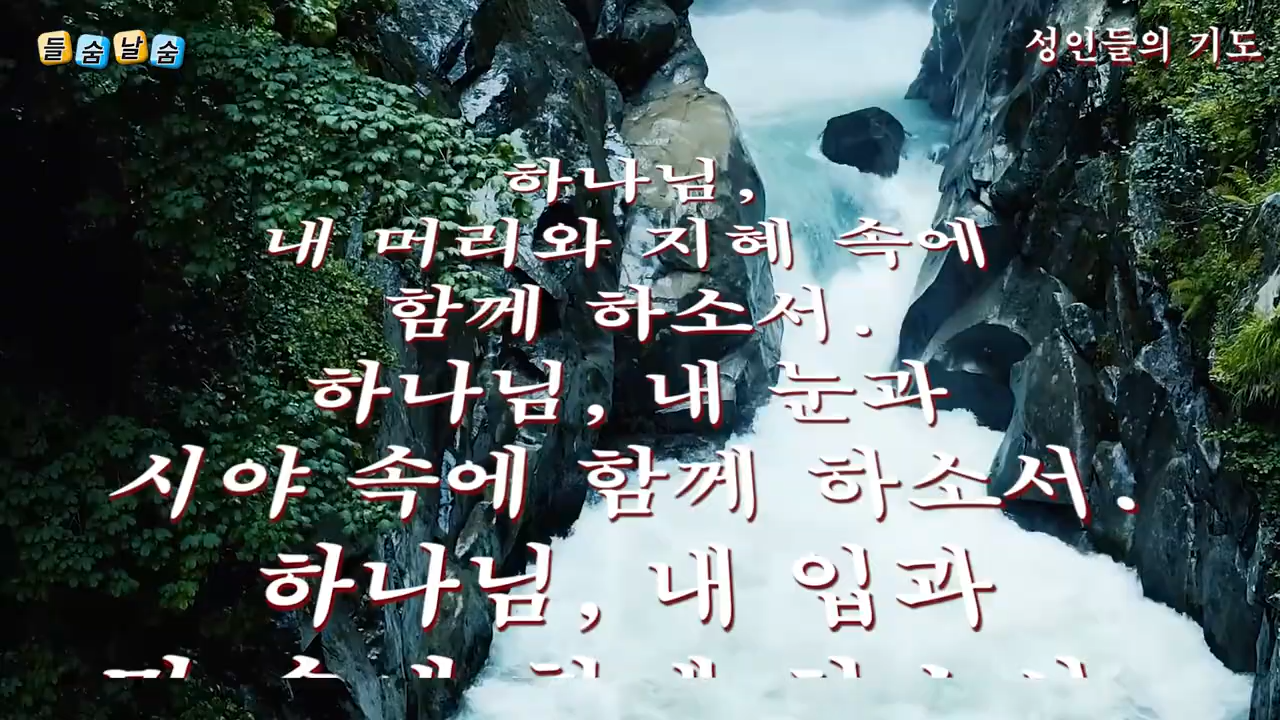 들숨날숨
성인들의 기도
하나님,
내 머리와 지혜 속에
함께 하소서.
하나님, 내 눈과
시야 속에 함께 하소서.
하나님, 내 입과